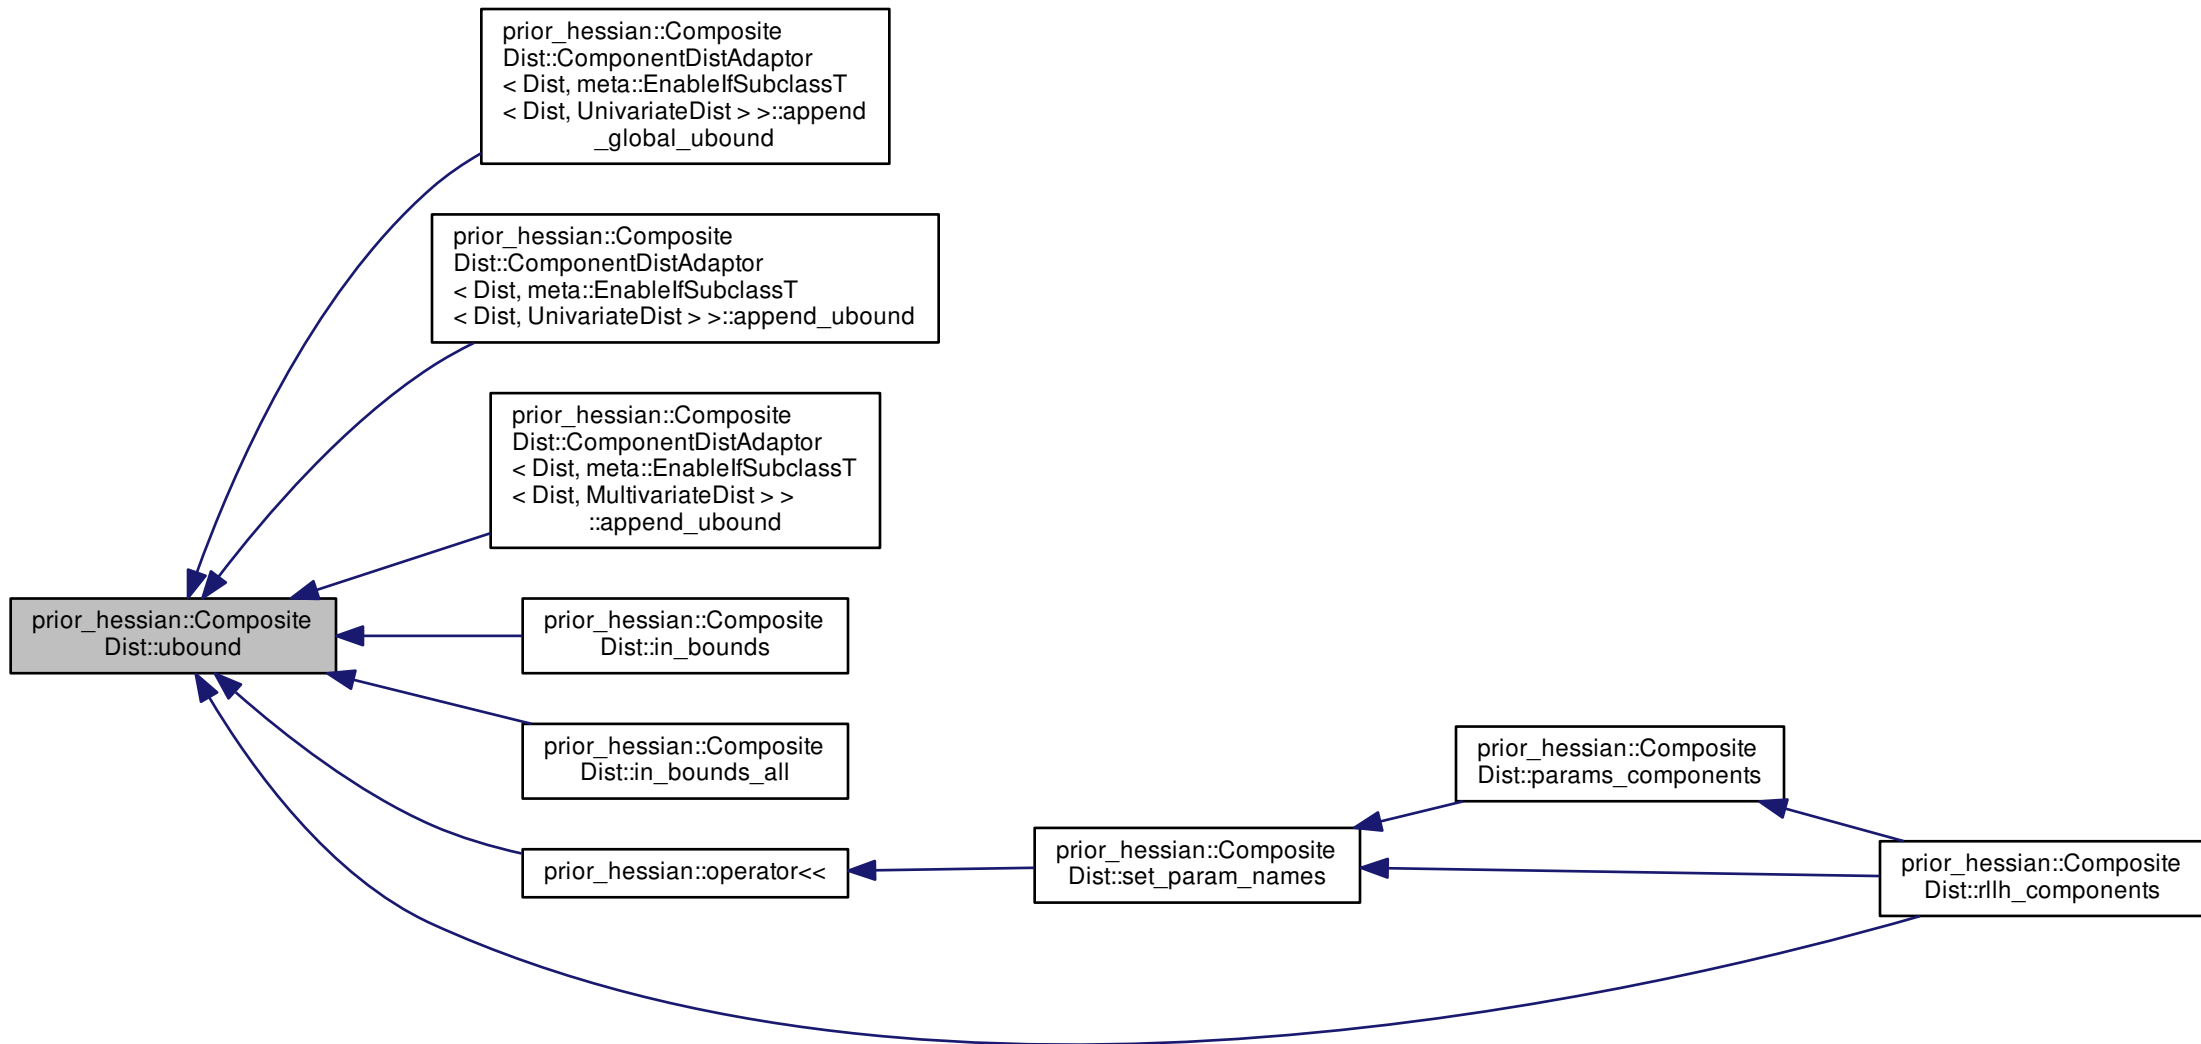 prior_hessian::Composite
Dist::ComponentDistAdaptor
< Dist, meta::EnableIfSubclassT
< Dist, UnivariateDist > >::append
_global_ubound
prior_hessian::Composite
Dist::ComponentDistAdaptor
< Dist, meta::EnableIfSubclassT
< Dist, UnivariateDist > >::append_ubound
prior_hessian::Composite
Dist::ComponentDistAdaptor
< Dist, meta::EnableIfSubclassT
< Dist, MultivariateDist > >
::append_ubound
prior_hessian::Composite
Dist::ubound
prior_hessian::Composite
Dist::in_bounds
prior_hessian::Composite
Dist::in_bounds_all
prior_hessian::operator<<
prior_hessian::Composite
Dist::set_param_names
prior_hessian::Composite
Dist::params_components
prior_hessian::Composite
Dist::rllh_components